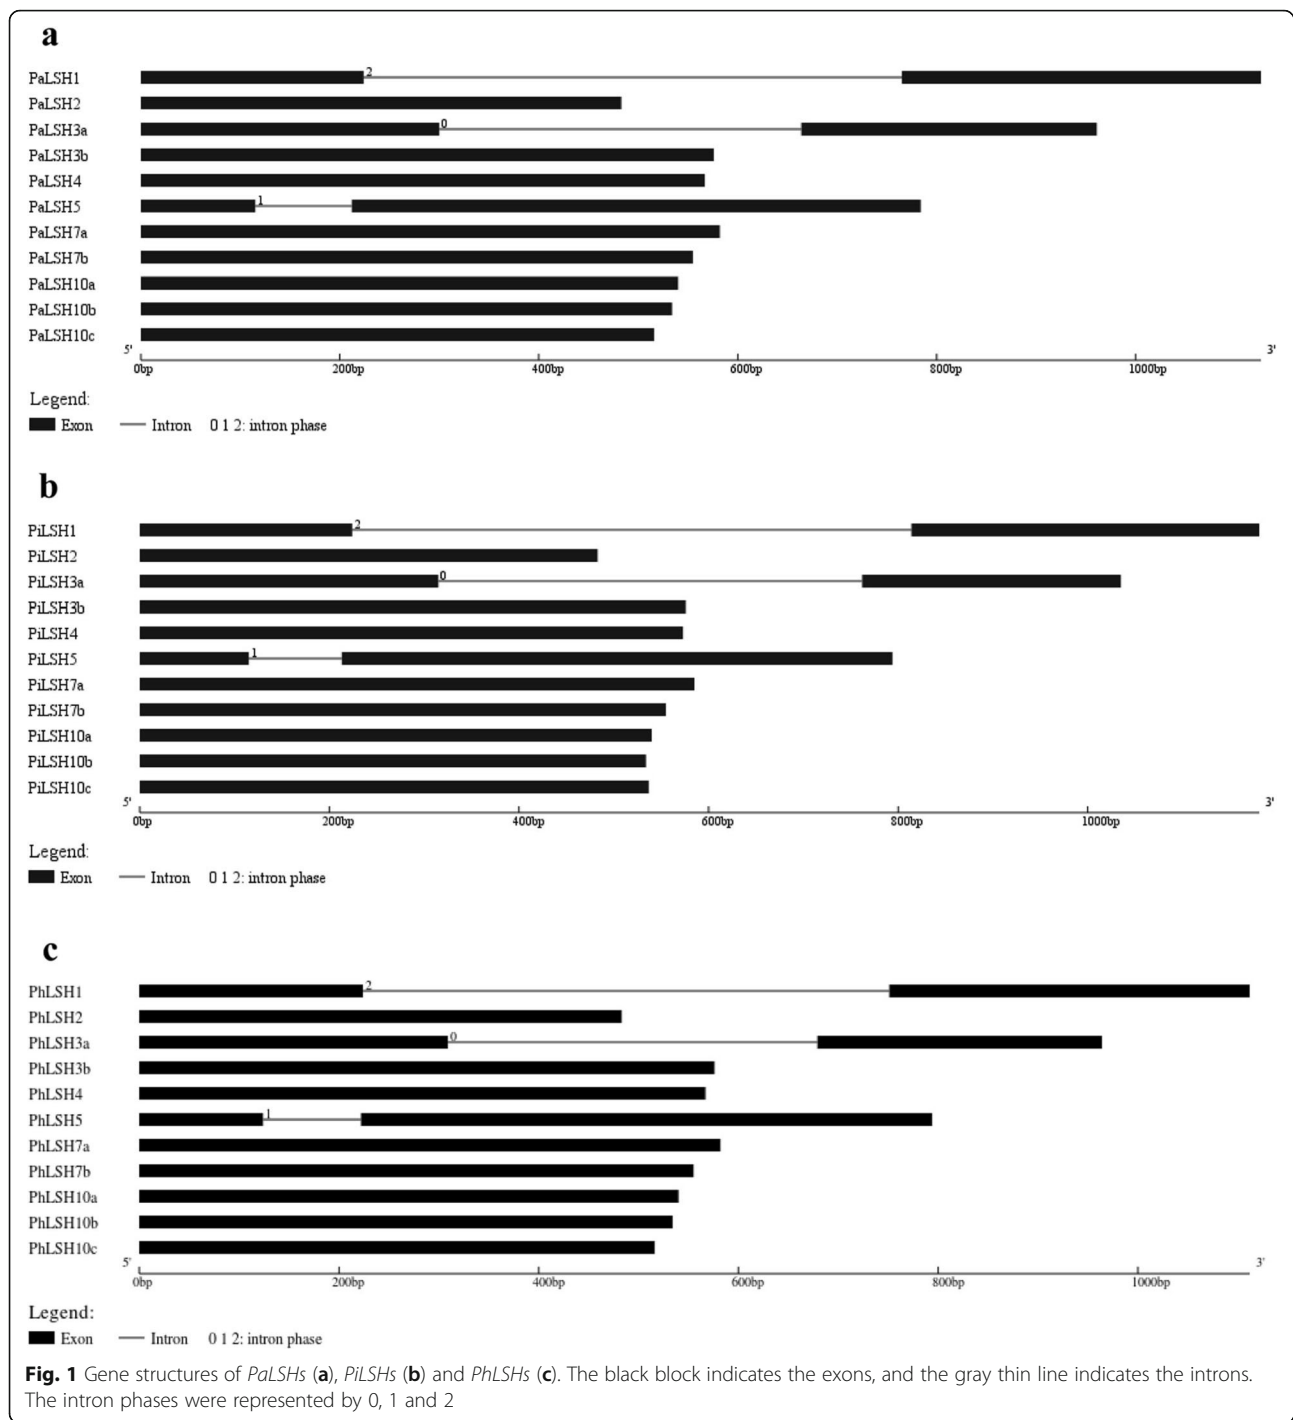 a
PaLSH1
2
PaLSH2
PaLSH3a
0
PaLSH3b
PaLSH4
PaLSH5
1
PaLSH7a
PaLSH7b
PaLSH10a
PaLSH10b
PaLSH10c
5' 3'
0bp 200bp 400bp 600bp 800bp 1000bp
Legend:
Exon Intron 0 1 2: intron phase
b
PiLSH1
2
PiLSH2
PiLSH3a
0
PiLSH3b
PiLSH4
PiLSH5
1
PiLSH7a
PiLSH7b
PiLSH10a
PiLSH10b
PiLSH10c
5' 3'
0bp 200bp 400bp 600bp 800bp 1000bp
Legend:
Exon Intron 0 1 2: intron phase
c
PhLSH1
2
PhLSH2
PhLSH3a
0
PhLSH3b
PhLSH4
PhLSH5
1
PhLSH7a
PhLSH7b
PhLSH10a
PhLSH10b
PhLSH10c
5' 3'
0bp 200bp 400bp 600bp 800bp 1000bp
Legend:
Exon Intron 0 1 2: intron phase
Fig. 1 Gene structures of PaLSHs (a), PiLSHs (b) and PhLSHs (c). The black block indicates the exons, and the gray thin line indicates the introns.
The intron phases were represented by 0, 1 and 2